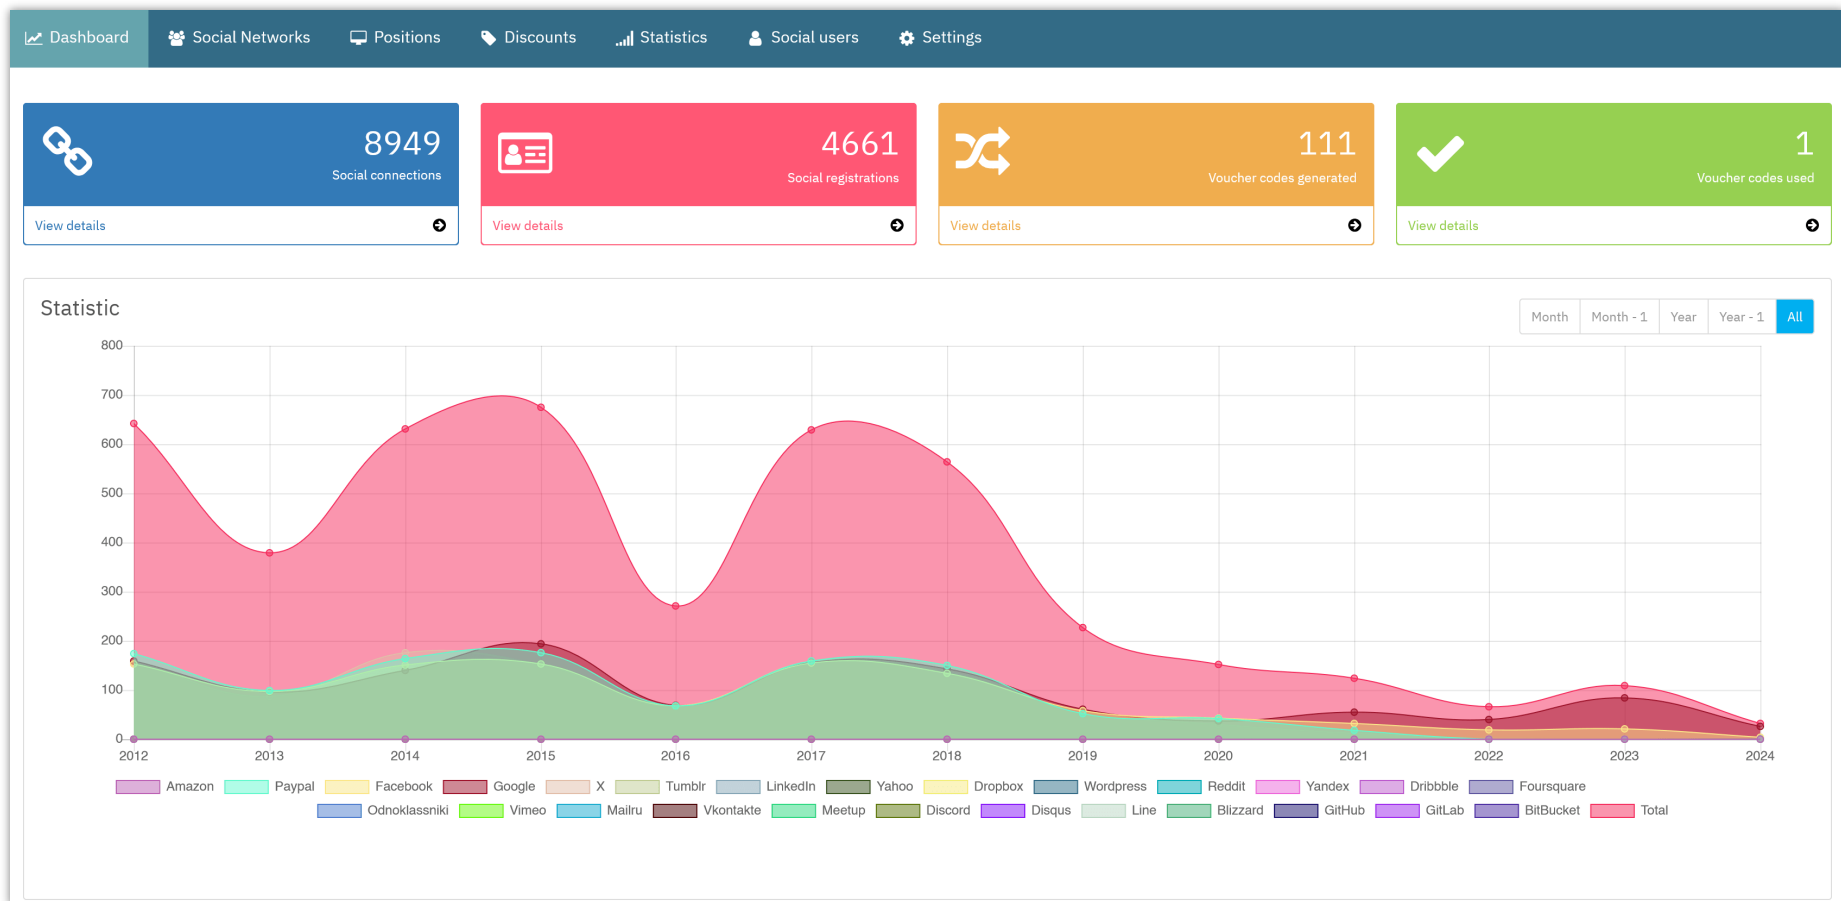 Dashboard Social Networks Positions Discounts Statistics Social users Settings
8949 4661 111 1
Social connections Social registrations Voucher codes generated Voucher codes used
View details View details View details View details
Statistic
Month Month - 1 Year Year - 1 All
800
700
600
500
400
300
200
100
0
2012 2013 2014 2015 2016 2017 2018 2019 2020 2021 2022 2023 2024
Amazon Paypal Facebook Google X Tumblr LinkedIn Yahoo Dropbox Wordpress Reddit Yandex Dribbble Foursquare
Odnoklassniki Vimeo Mailru Vkontakte Meetup Discord Disqus Line Blizzard GitHub GitLab BitBucket Total